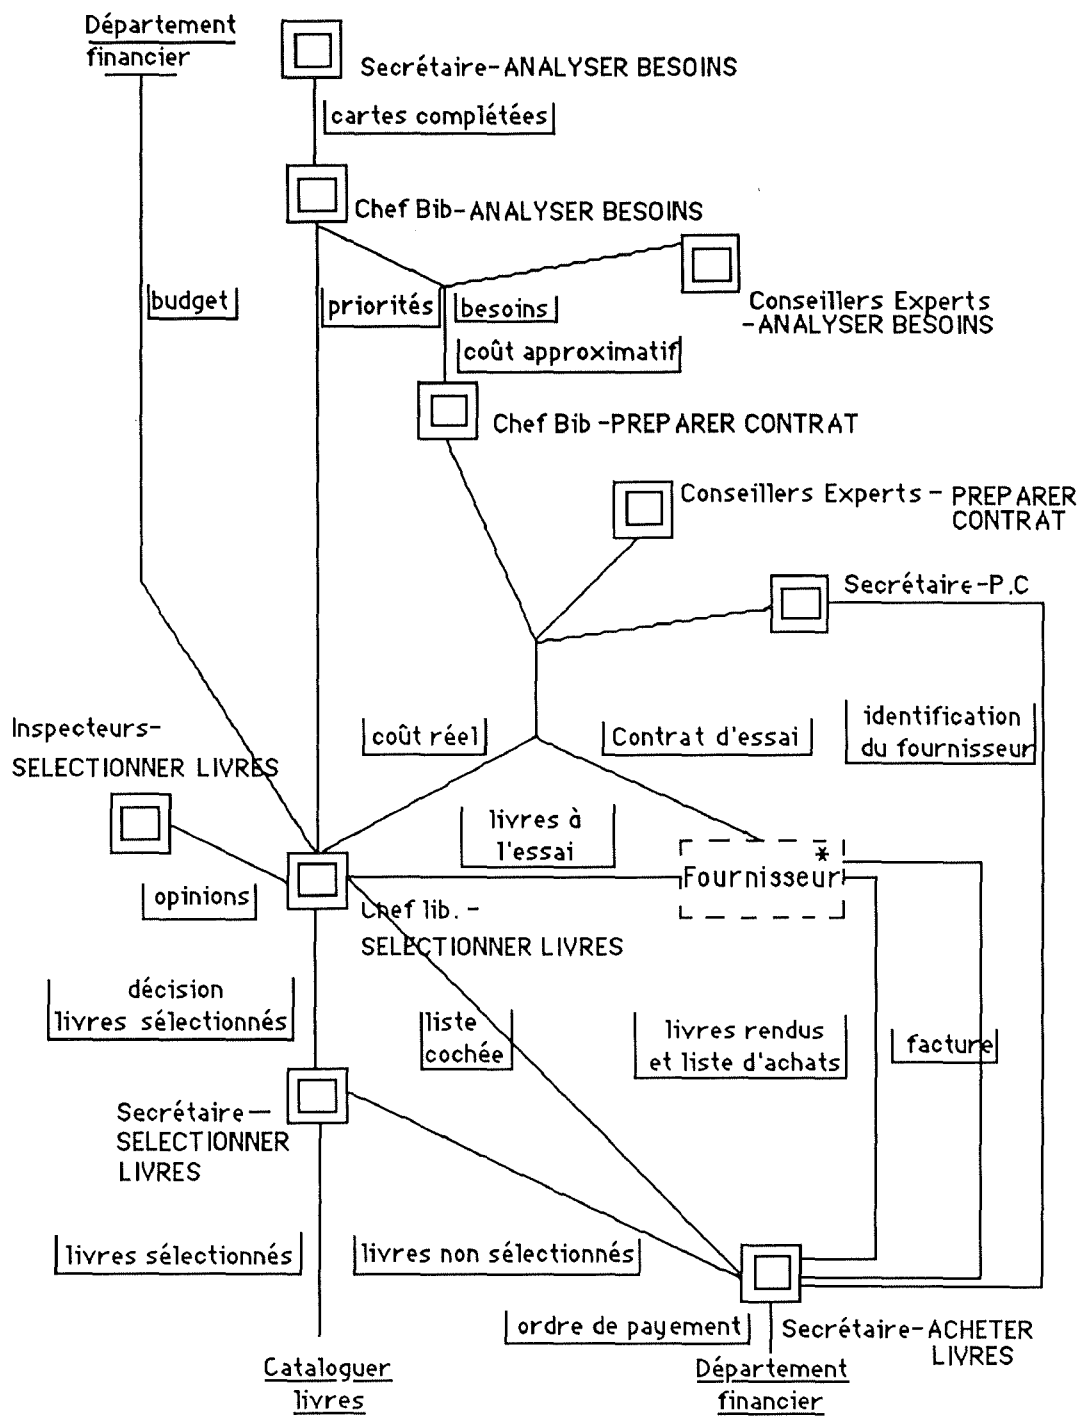 Département
financier
Secrétaire-ANALYSER BESOINS
cartes complétées
Chef Bib-ANALYSER BESOINS
budget
priorités
besoins
Conseillers Experts
-ANALYSER BESOINS
coût approximatif
Chef Bib -PREPARER CONTRAT
Conseillers Experts - PREPARER
CONTRAT
Secrétaire-P.C
Inspecteurs-
SELECTIONNER LIVRES
coût réel
Contrat d'essai
identification
du fournisseur
livres à
l'essai
*
Fournisseur
opinions
Chef lib. -
SELECTIONNER LIVRES
décision
livres sélectionnés
liste
cochée
livres rendus
et liste d'achats
facture
Secrétaire-
SELECTIONNER
LIVRES
livres sélectionnés
livres non sélectionnés
ordre de payement
Secrétaire-ACHETER
LIVRES
Cataloguer
livres
Département
financier